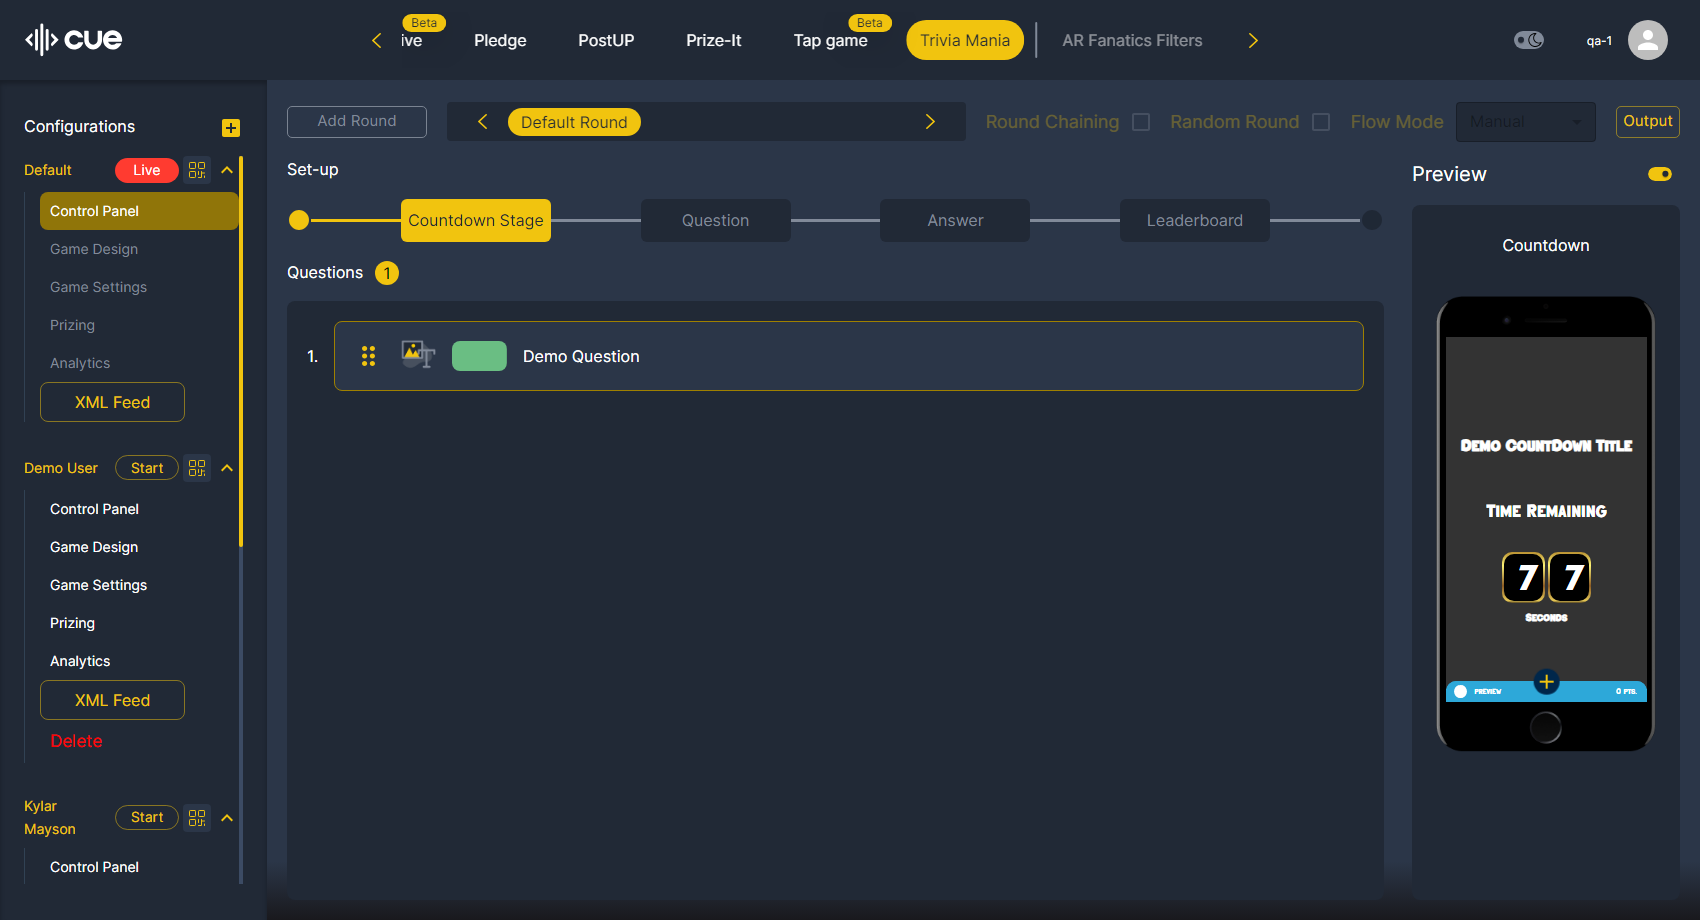 cue
Beta
ive
Pledge
PostUP
Prize-It
Tap game
Beta
Trivia Mania
AR Fanatics Filters
qa-1
Configurations
Default
Live
Control Panel
Game Design
Game Settings
Prizing
Analytics
XML Feed
Demo User
Start
Control Panel
Game Design
Game Settings
Prizing
Analytics
XML Feed
Delete
Kylar
Mayson
Start
Control Panel
Add Round
Default Round
Round Chaining
Random Round
Flow Mode
Manual
Output
Set-up
Countdown Stage
Question
Answer
Leaderboard
Questions 1
1.
Demo Question
Preview
Countdown
Demo CountDown Title
Time Remaining
7 7
Seconds
PREVIEW
0 PTS.